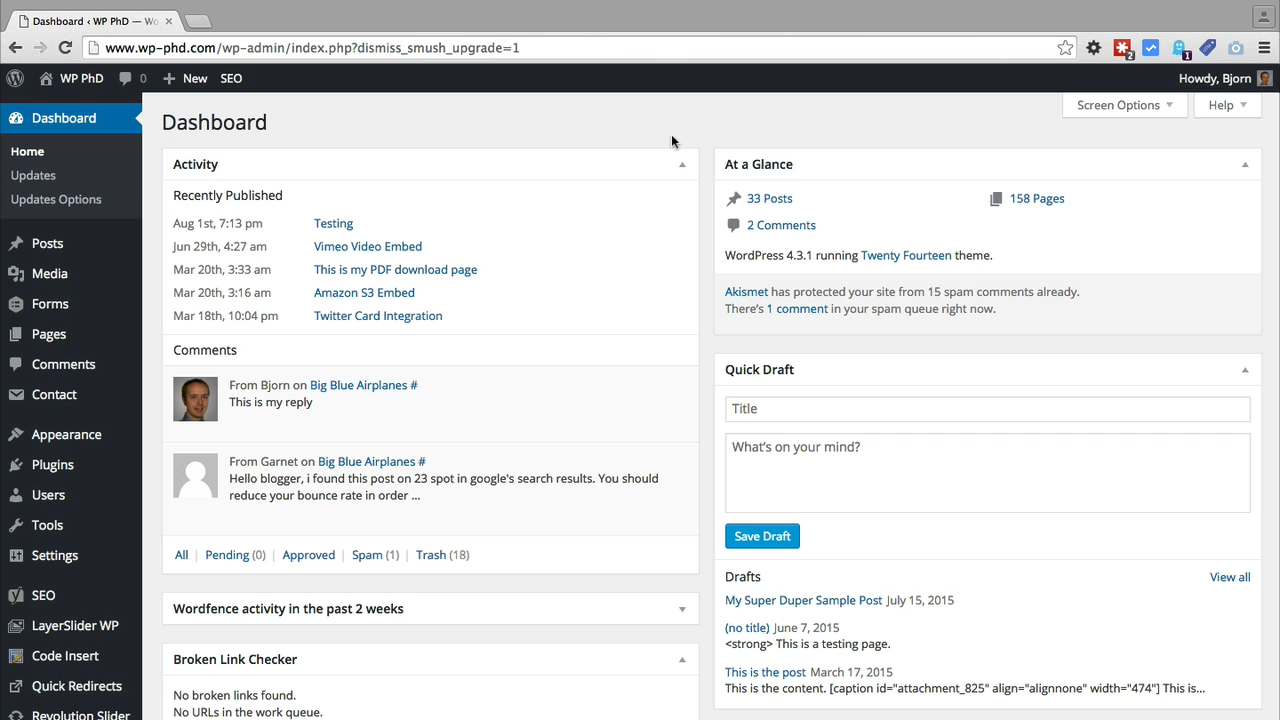 Dashboard ‹ WP PhD — Wo
www.wp-phd.com/wp-admin/index.php?dismiss_smush_upgrade=1
2
1
WP PhD
0
New
SEO
Howdy, Bjorn
Dashboard
Home
Updates
Updates Options
Posts
Media
Forms
Pages
Comments
Contact
Appearance
Plugins
Users
Tools
Settings
SEO
LayerSlider WP
Code Insert
Quick Redirects
Revolution Slider
Screen Options
Help
Dashboard
Activity
Recently Published
Aug 1st, 7:13 pm Testing
Jun 29th, 4:27 am Vimeo Video Embed
Mar 20th, 3:33 am This is my PDF download page
Mar 20th, 3:16 am Amazon S3 Embed
Mar 18th, 10:04 pm Twitter Card Integration
Comments
From Bjorn on Big Blue Airplanes #
This is my reply
From Garnet on Big Blue Airplanes #
Hello blogger, i found this post on 23 spot in google's search results. You should
reduce your bounce rate in order ...
All | Pending (0) | Approved | Spam (1) | Trash (18)
Wordfence activity in the past 2 weeks
Broken Link Checker
No broken links found.
No URLs in the work queue.
At a Glance
33 Posts
158 Pages
2 Comments
WordPress 4.3.1 running Twenty Fourteen theme.
Akismet has protected your site from 15 spam comments already.
There's 1 comment in your spam queue right now.
Quick Draft
Title
What's on your mind?
Save Draft
Drafts
View all
My Super Duper Sample Post July 15, 2015
(no title) June 7, 2015
<strong> This is a testing page.
This is the post March 17, 2015
This is the content. [caption id="attachment_825" align="alignnone" width="474"] This is...